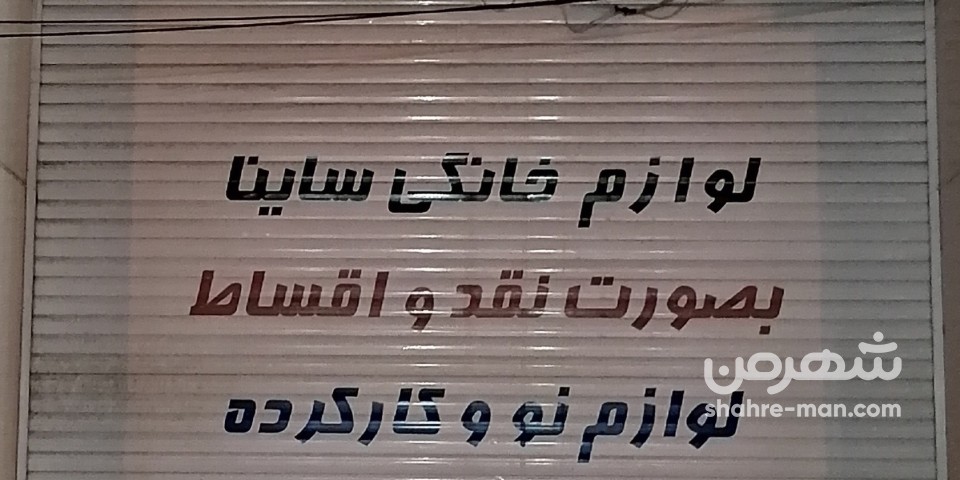 لوازم خانگی ساینا
بصورت نقد و اقساط
لوازم نو و کارکرده
شهرمن
shahre-man.com